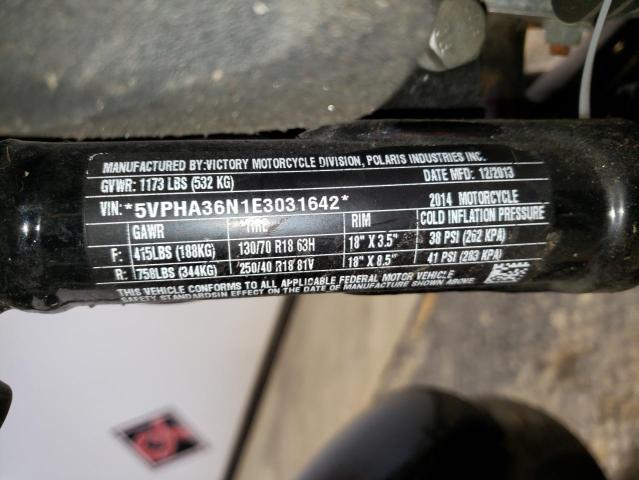 MANUFACTURED BY:VICTORY MOTORCYCLE DIVISION, POLARIS INDUSTRIES INC.
GVWR: 1173 LBS (532 KG) DATE MFD: 12/2013
VIN: *5VPHA36N1E3031642* 2014 MOTORCYCLE
GAWR TIRE RIM COLD INFLATION PRESSURE
F: 415LBS (188KG) 130/70 R18 63H 18" X 3.5" 38 PSI (262 KPA)
R: 758LBS (344KG) 250/40 R18 81V 18" X 8.5" 41 PSI (283 KPA)
THIS VEHICLE CONFORMS TO ALL APPLICABLE FEDERAL MOTOR VEHICLE
SAFETY STANDARDSIN EFFECT ON THE DATE OF MANUFACTURE SHOWN ABOVE